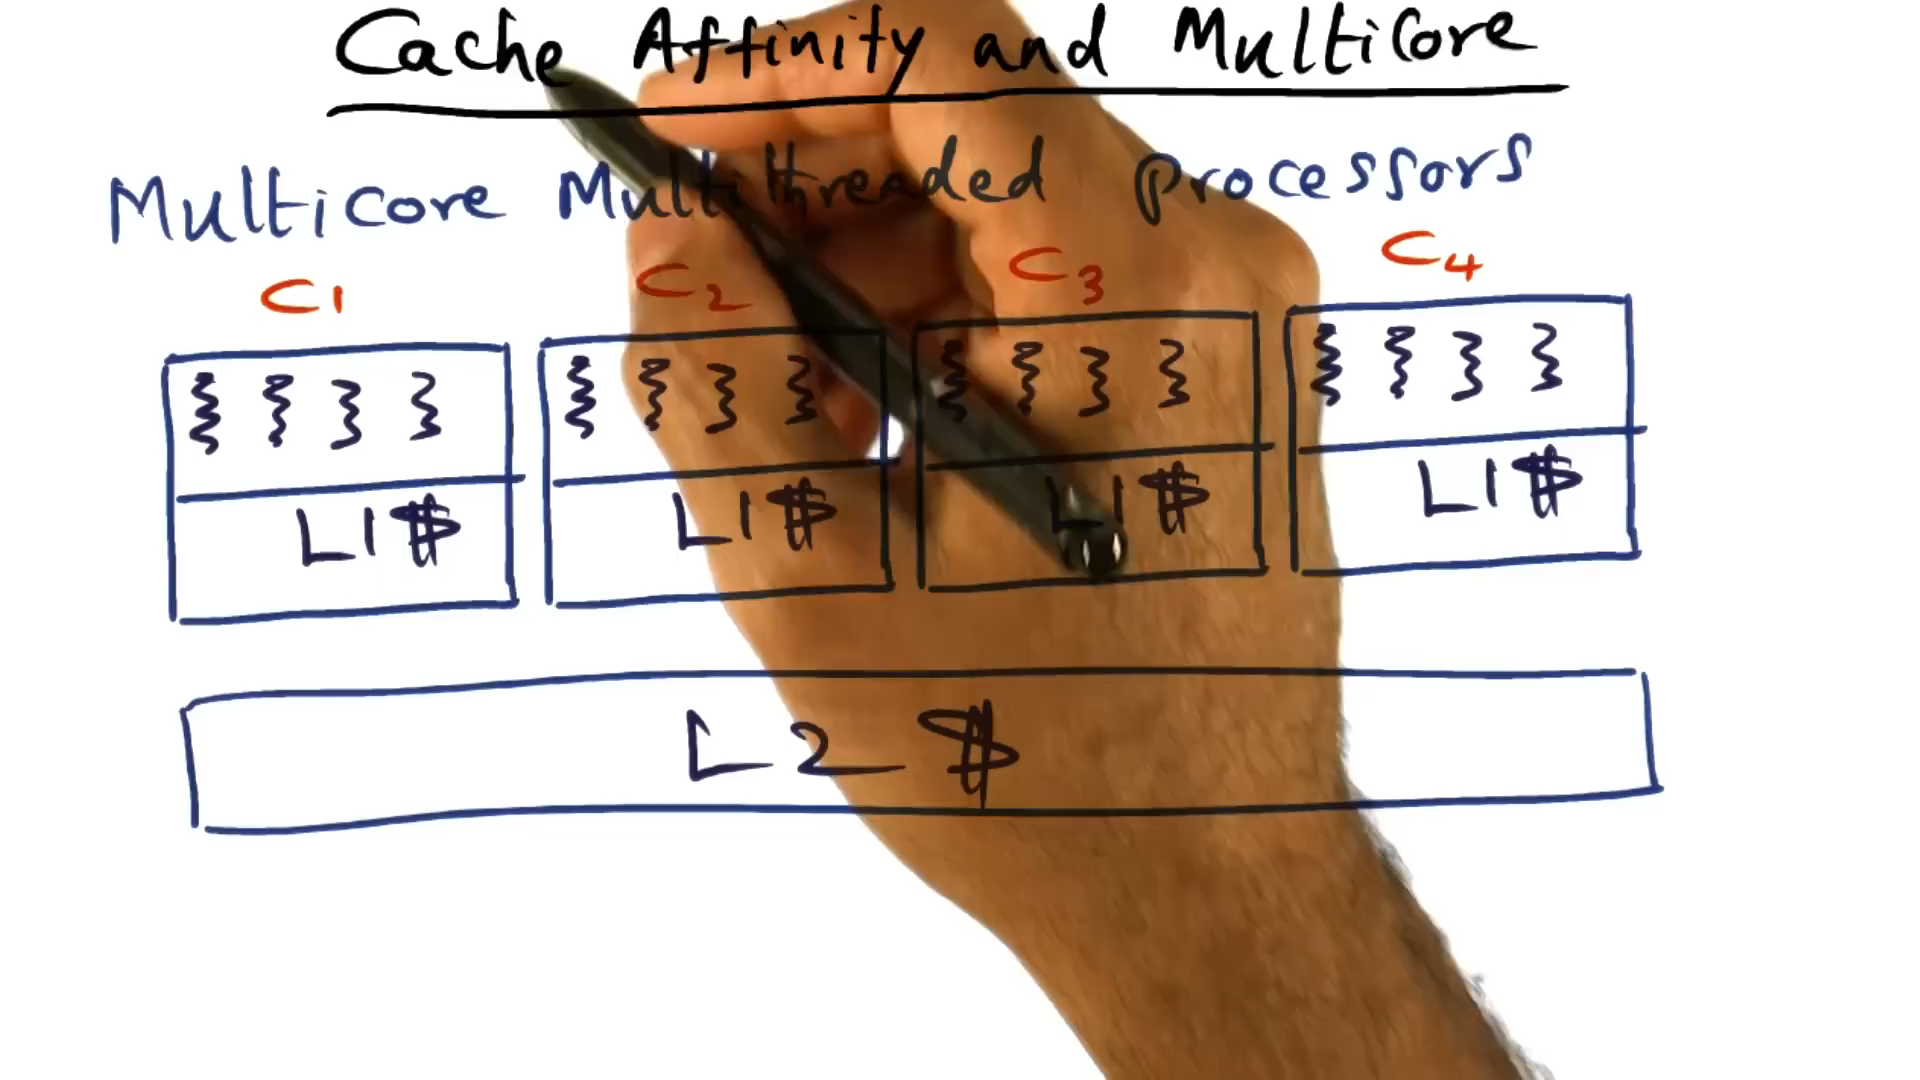 Cache Affinity and Multicore
Multicore Multithreaded processors
C1 C2 C3 C4
L1$ L1$ L1$ L1$
L2 $